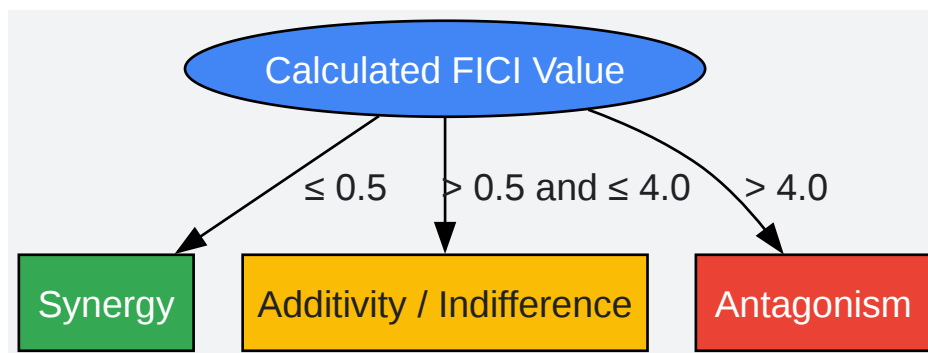 Calculated FICI Value
≤ 0.5
> 0.5 and ≤ 4.0
> 4.0
Synergy
Additivity / Indifference
Antagonism